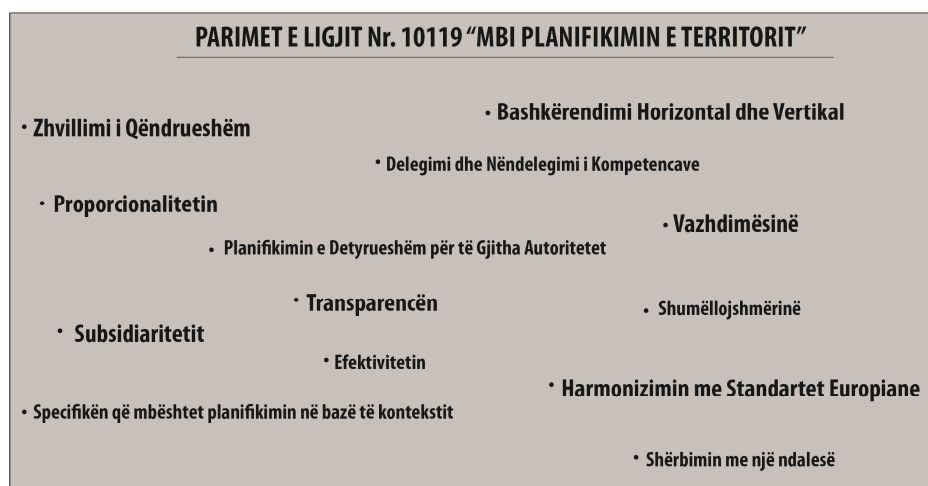 PARIMET E LIGJIT Nr. 10119 “MBI PLANIFIKIMIN E TERRITORIT”
• Bashkërendimi Horizontal dhe Vertikal
• Zhvillimi i Qëndrueshëm
• Delegimi dhe Nëndelegimi i Kompetencave
• Proporcionalitetin
• Vazhdimësinë
• Planifikimin e Detyrueshëm për të Gjitha Autoritetet
• Transparencën
• Shumëllojshmërinë
• Subsidiaritetit
• Efektivitetin
• Harmonizimin me Standartet Europiane
• Specifikën që mbështet planifikimin në bazë të kontekstit
• Shërbimin me një ndalesë